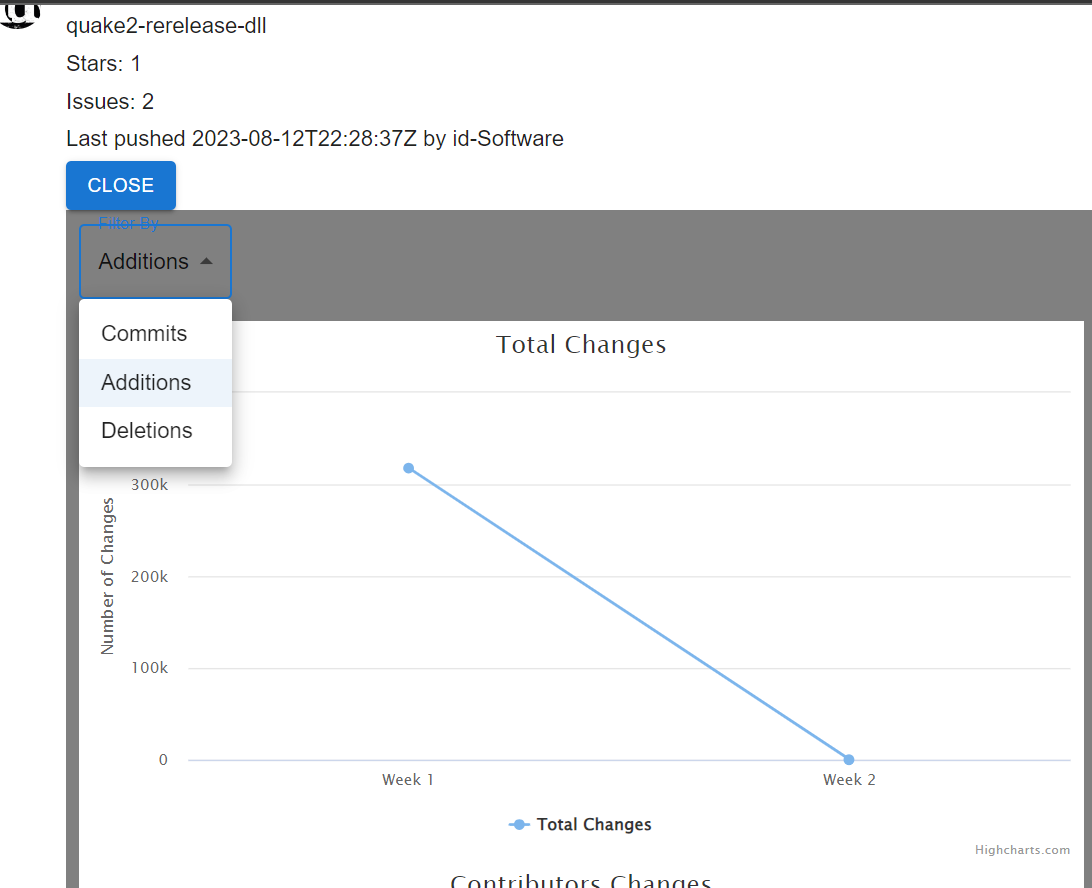 quake2-rerelease-dll
Stars: 1
Issues: 2
Last pushed 2023-08-12T22:28:37Z by id-Software
CLOSE
Filter By
Additions
Commits
Additions
Deletions
Total Changes
300k
200k
100k
0
Number of Changes
Week 1
Week 2
Total Changes
Highcharts.com
Contributors Changes